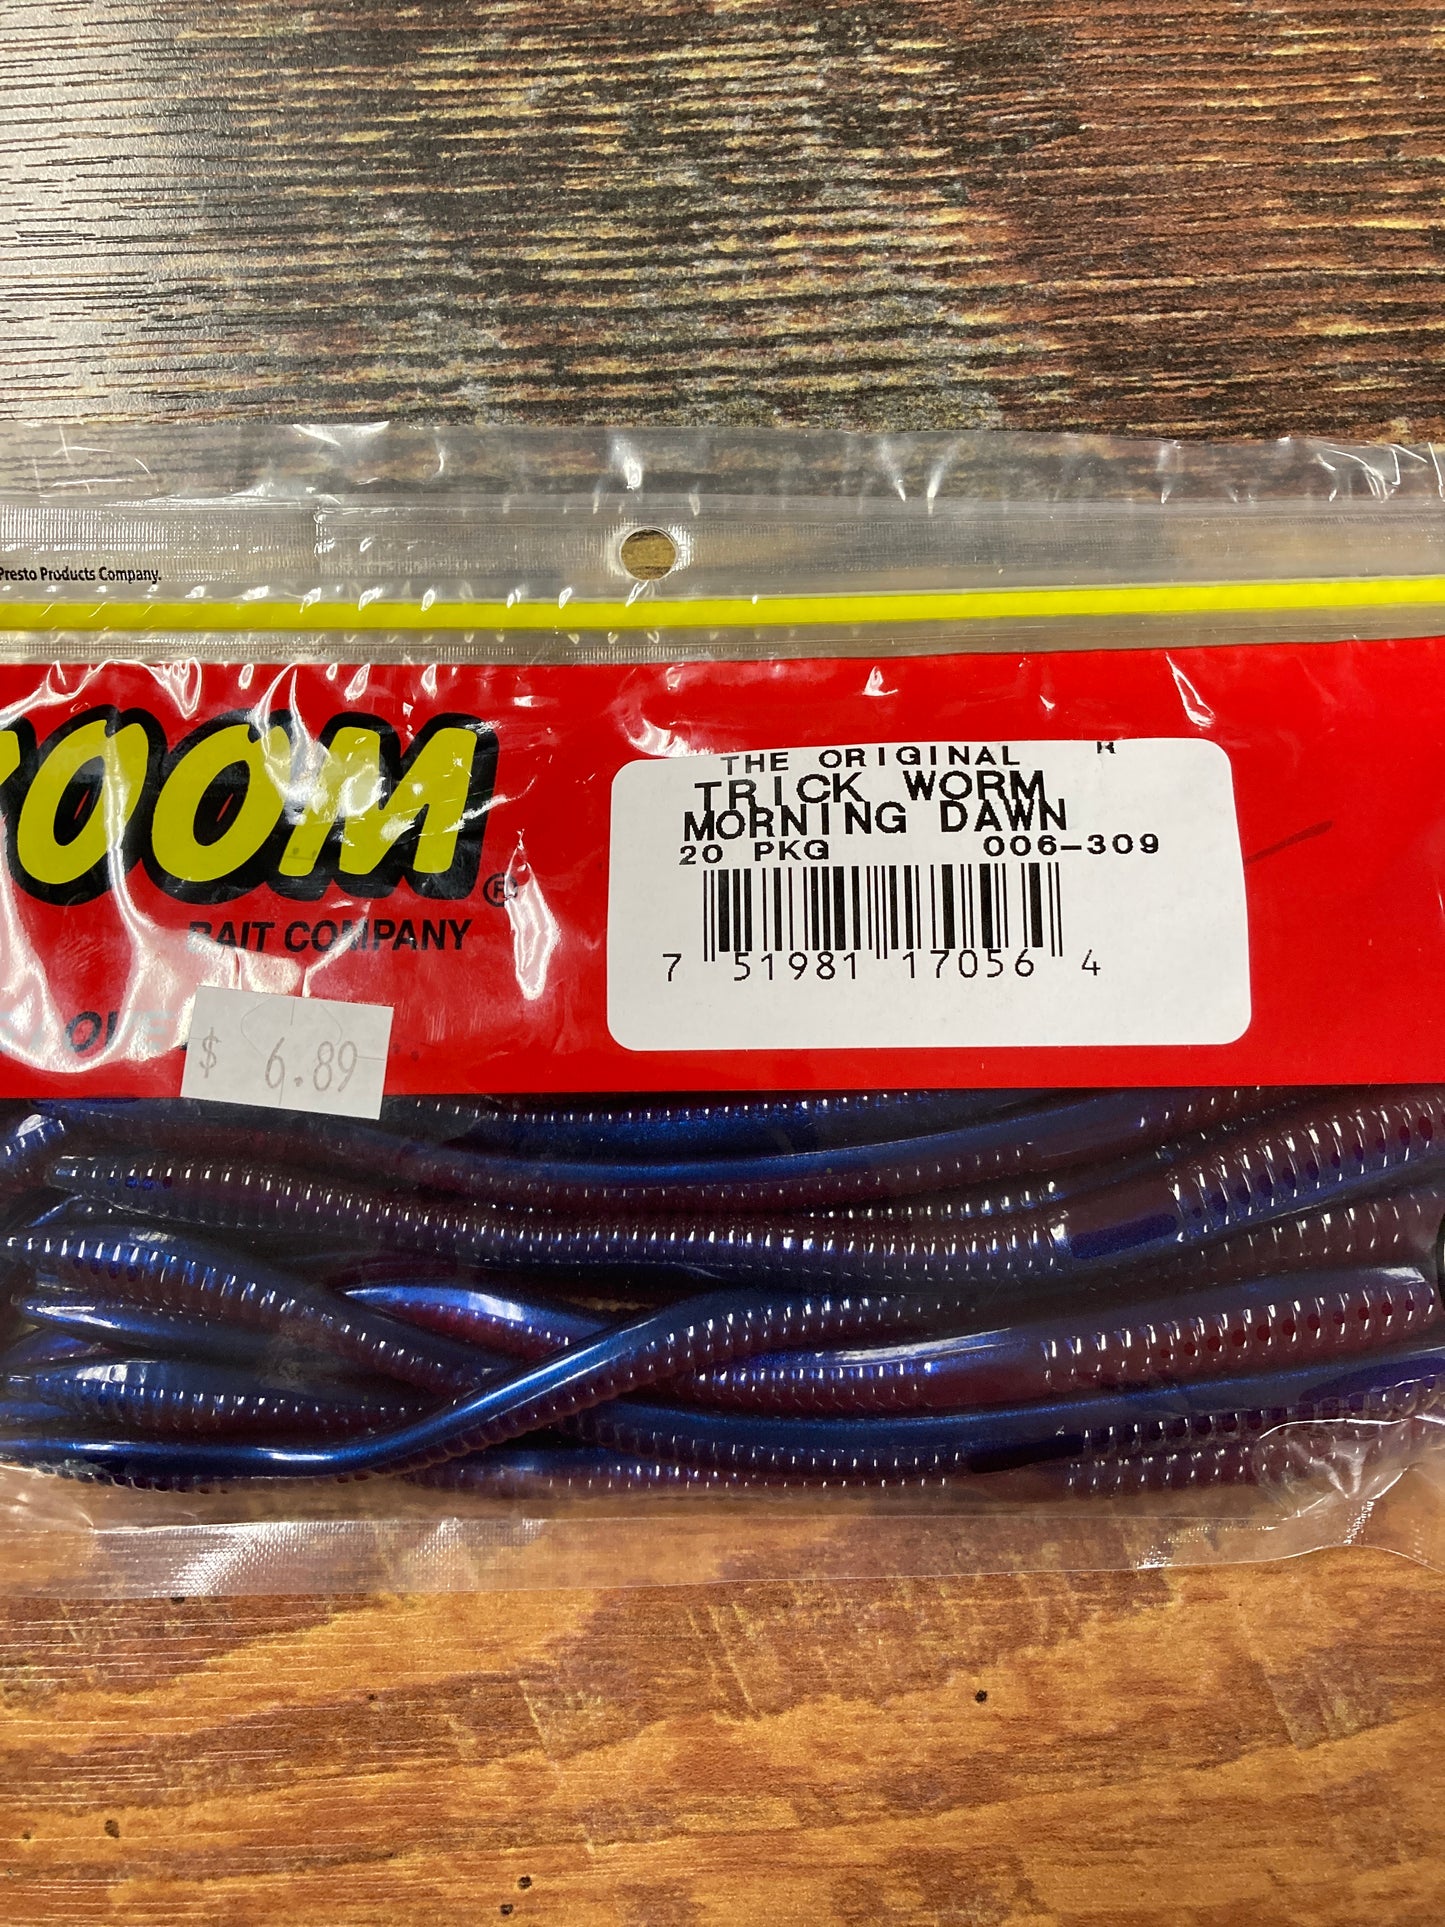 Presto Products Company.
ZOOM®
BAIT COMPANY
THE ORIGINAL R
TRICK WORM
MORNING DAWN
20 PKG 006-309
7 51981 17056 4
$ 6.89